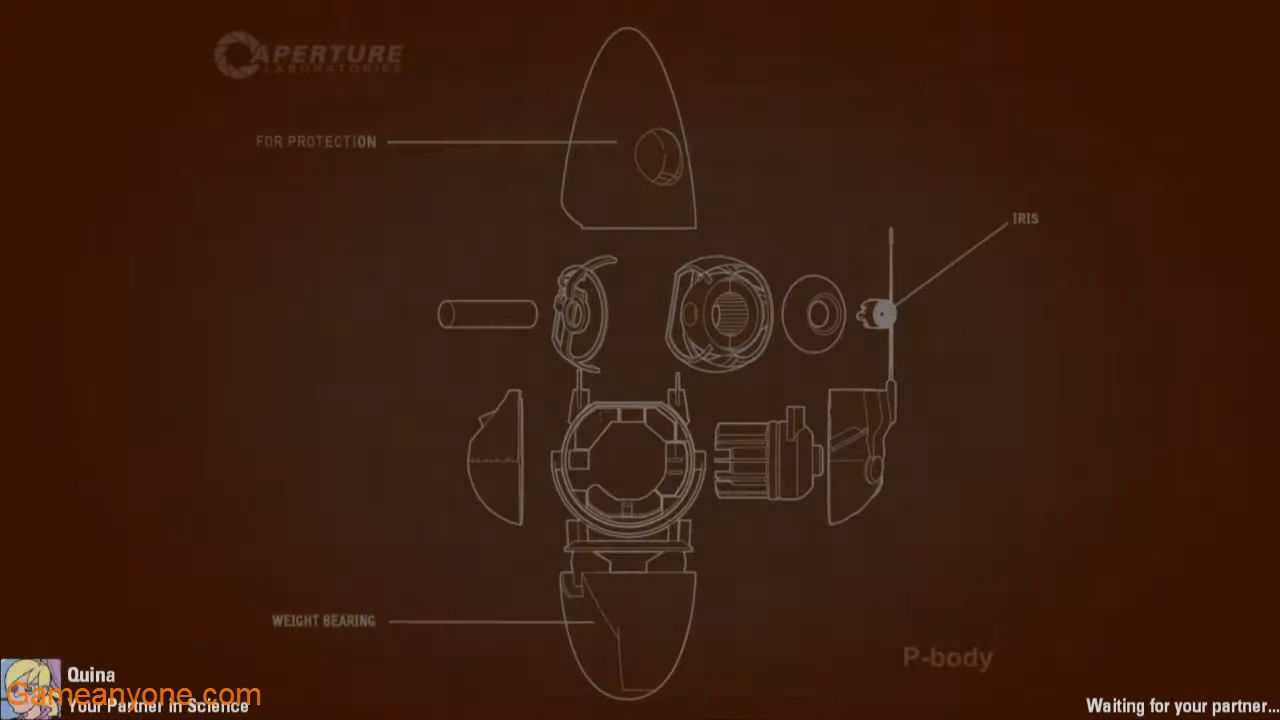 APERTURE
LABORATORIES
FOR PROTECTION
IRIS
WEIGHT BEARING
P-body
Quina
Gameanyone.com
Your Partner in Science
Waiting for your partner...